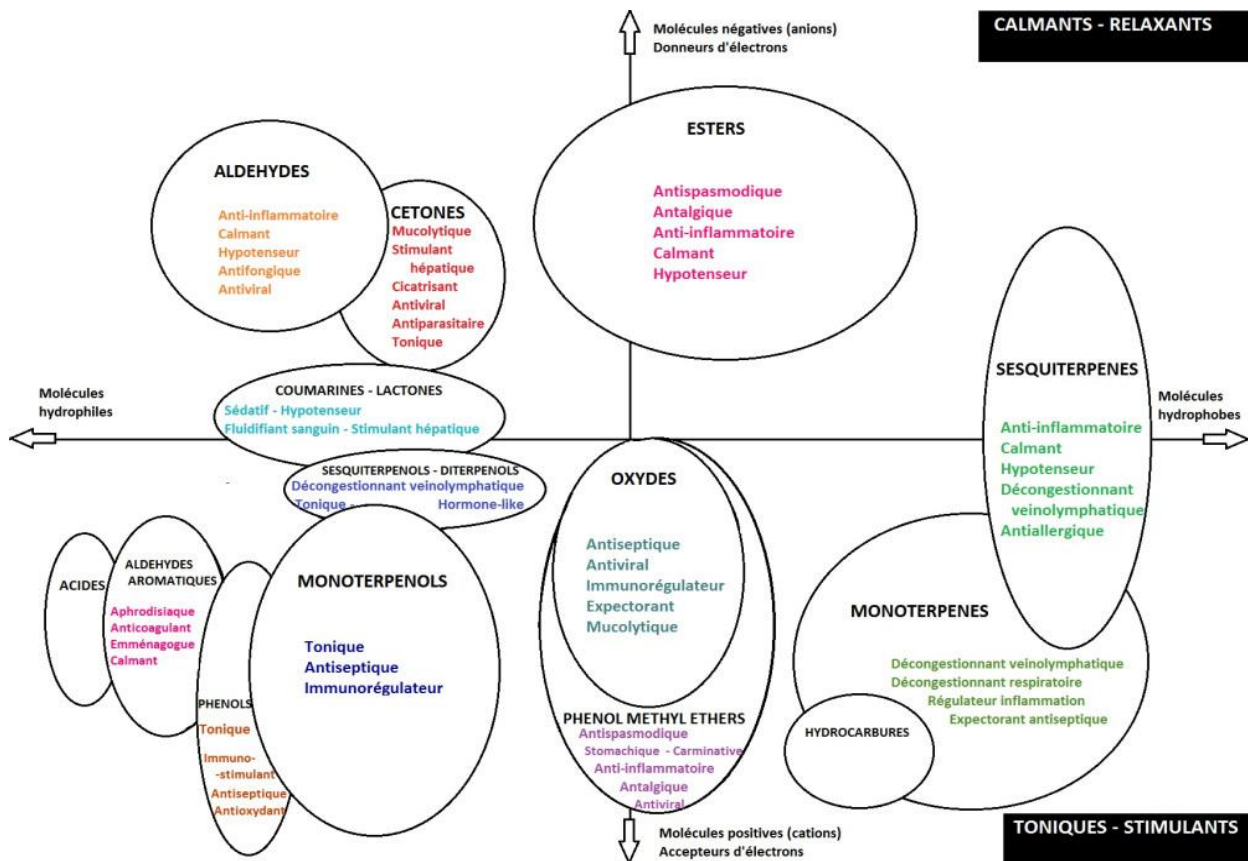 Molécules négatives (anions)
Donneurs d'électrons
CALMANTS - RELAXANTS
ESTERS
Antispasmodique
Antalgique
Anti-inflammatoire
Calmant
Hypotenseur
ALDEHYDES
Anti-inflammatoire
Calmant
Hypotenseur
Antifongique
Antiviral
CETONES
Mucolytique
Stimulant
hépatique
Cicatrisant
Antiviral
Antiparasitaire
Tonique
SESQUITERPENES
Anti-inflammatoire
Calmant
Hypotenseur
Décongestionnant
veinolymphatique
Antiallergique
Molécules
hydrophiles
Molécules
hydrophobes
COUMARINES - LACTONES
Sédatif - Hypotenseur
Fluidifiant sanguin - Stimulant hépatique
SESQUITERPENOLS - DITERPENOLS
Décongestionnant veinolymphatique
Tonique - Hormone-like
OXYDES
Antiseptique
Antiviral
Immunorégulateur
Expectorant
Mucolytique
ACIDES
ALDEHYDES
AROMATIQUES
Aphrodisiaque
Anticoagulant
Emménagogue
Calmant
MONOTERPENOLS
Tonique
Antiseptique
Immunorégulateur
MONOTERPENES
Décongestionnant veinolymphatique
Décongestionnant respiratoire
Régulateur inflammation
Expectorant antiseptique
PHENOLS
Tonique
Immuno-
-stimulant
Antiseptique
Antioxydant
PHENOL METHYL ETHERS
Antispasmodique
Stomachique - Carminative
Anti-inflammatoire
Antalgique
Antiviral
HYDROCARBURES
Molécules positives (cations)
Accepteurs d'électrons
TONIQUES - STIMULANTS